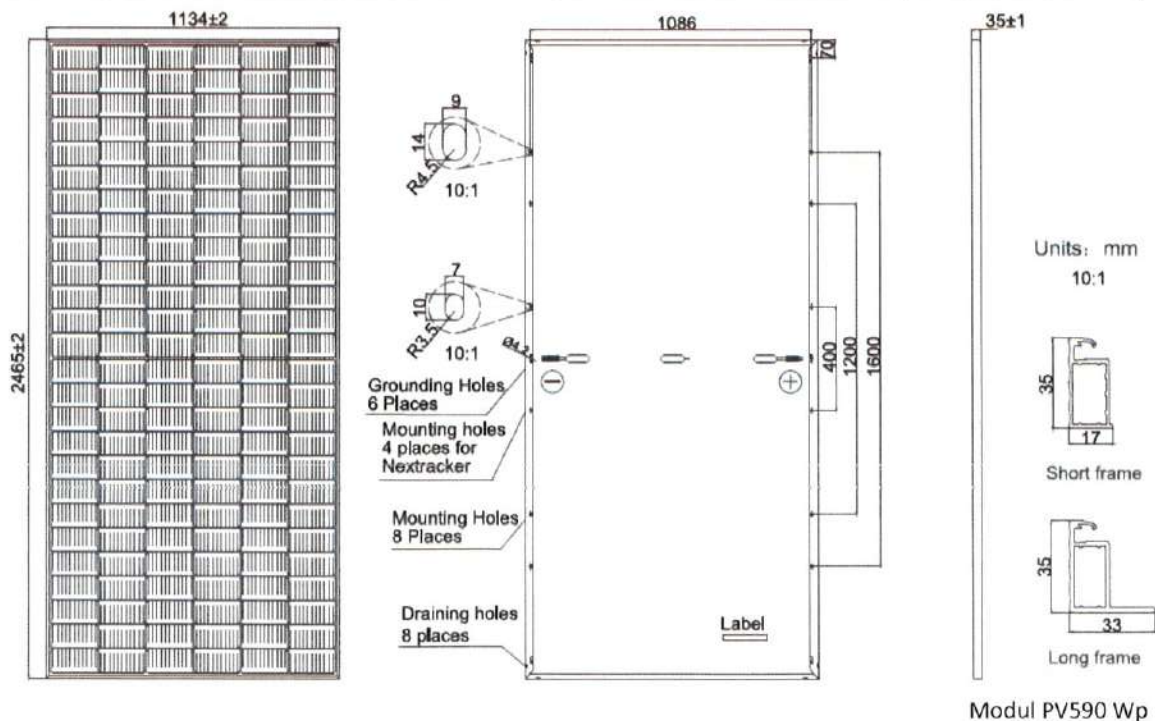 1134±2
1086
35±1
70
9
14
R4.5
10:1
7
10
R3.5
10:1
Ø4.2
2465±2
400
1200
1600
Grounding Holes
6 Places
Mounting holes
4 places for
Nextracker
Mounting Holes
8 Places
Draining holes
8 places
Label
Units: mm
10:1
35
17
Short frame
35
33
Long frame
Modul PV590 Wp